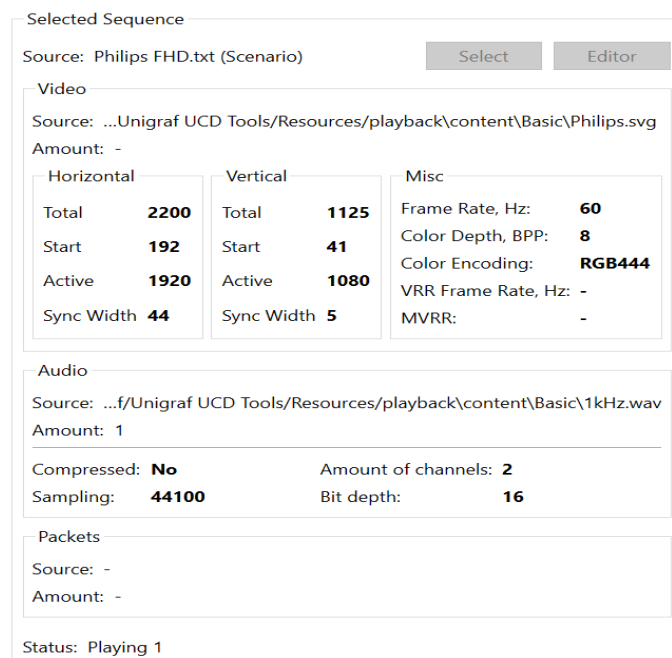 Selected Sequence
Source: Philips FHD.txt (Scenario) Select Editor
Video
Source: ...Unigraf UCD Tools/Resources/playback\content\Basic\Philips.svg
Amount: -
Horizontal Vertical Misc
Total 2200 Total 1125 Frame Rate, Hz: 60
Start 192 Start 41 Color Depth, BPP: 8
Active 1920 Active 1080 Color Encoding: RGB444
Sync Width 44 Sync Width 5 VRR Frame Rate, Hz: -
MVRR: -
Audio
Source: ...f/Unigraf UCD Tools/Resources/playback\content\Basic\1kHz.wav
Amount: 1
Compressed: No Amount of channels: 2
Sampling: 44100 Bit depth: 16
Packets
Source: -
Amount: -
Status: Playing 1